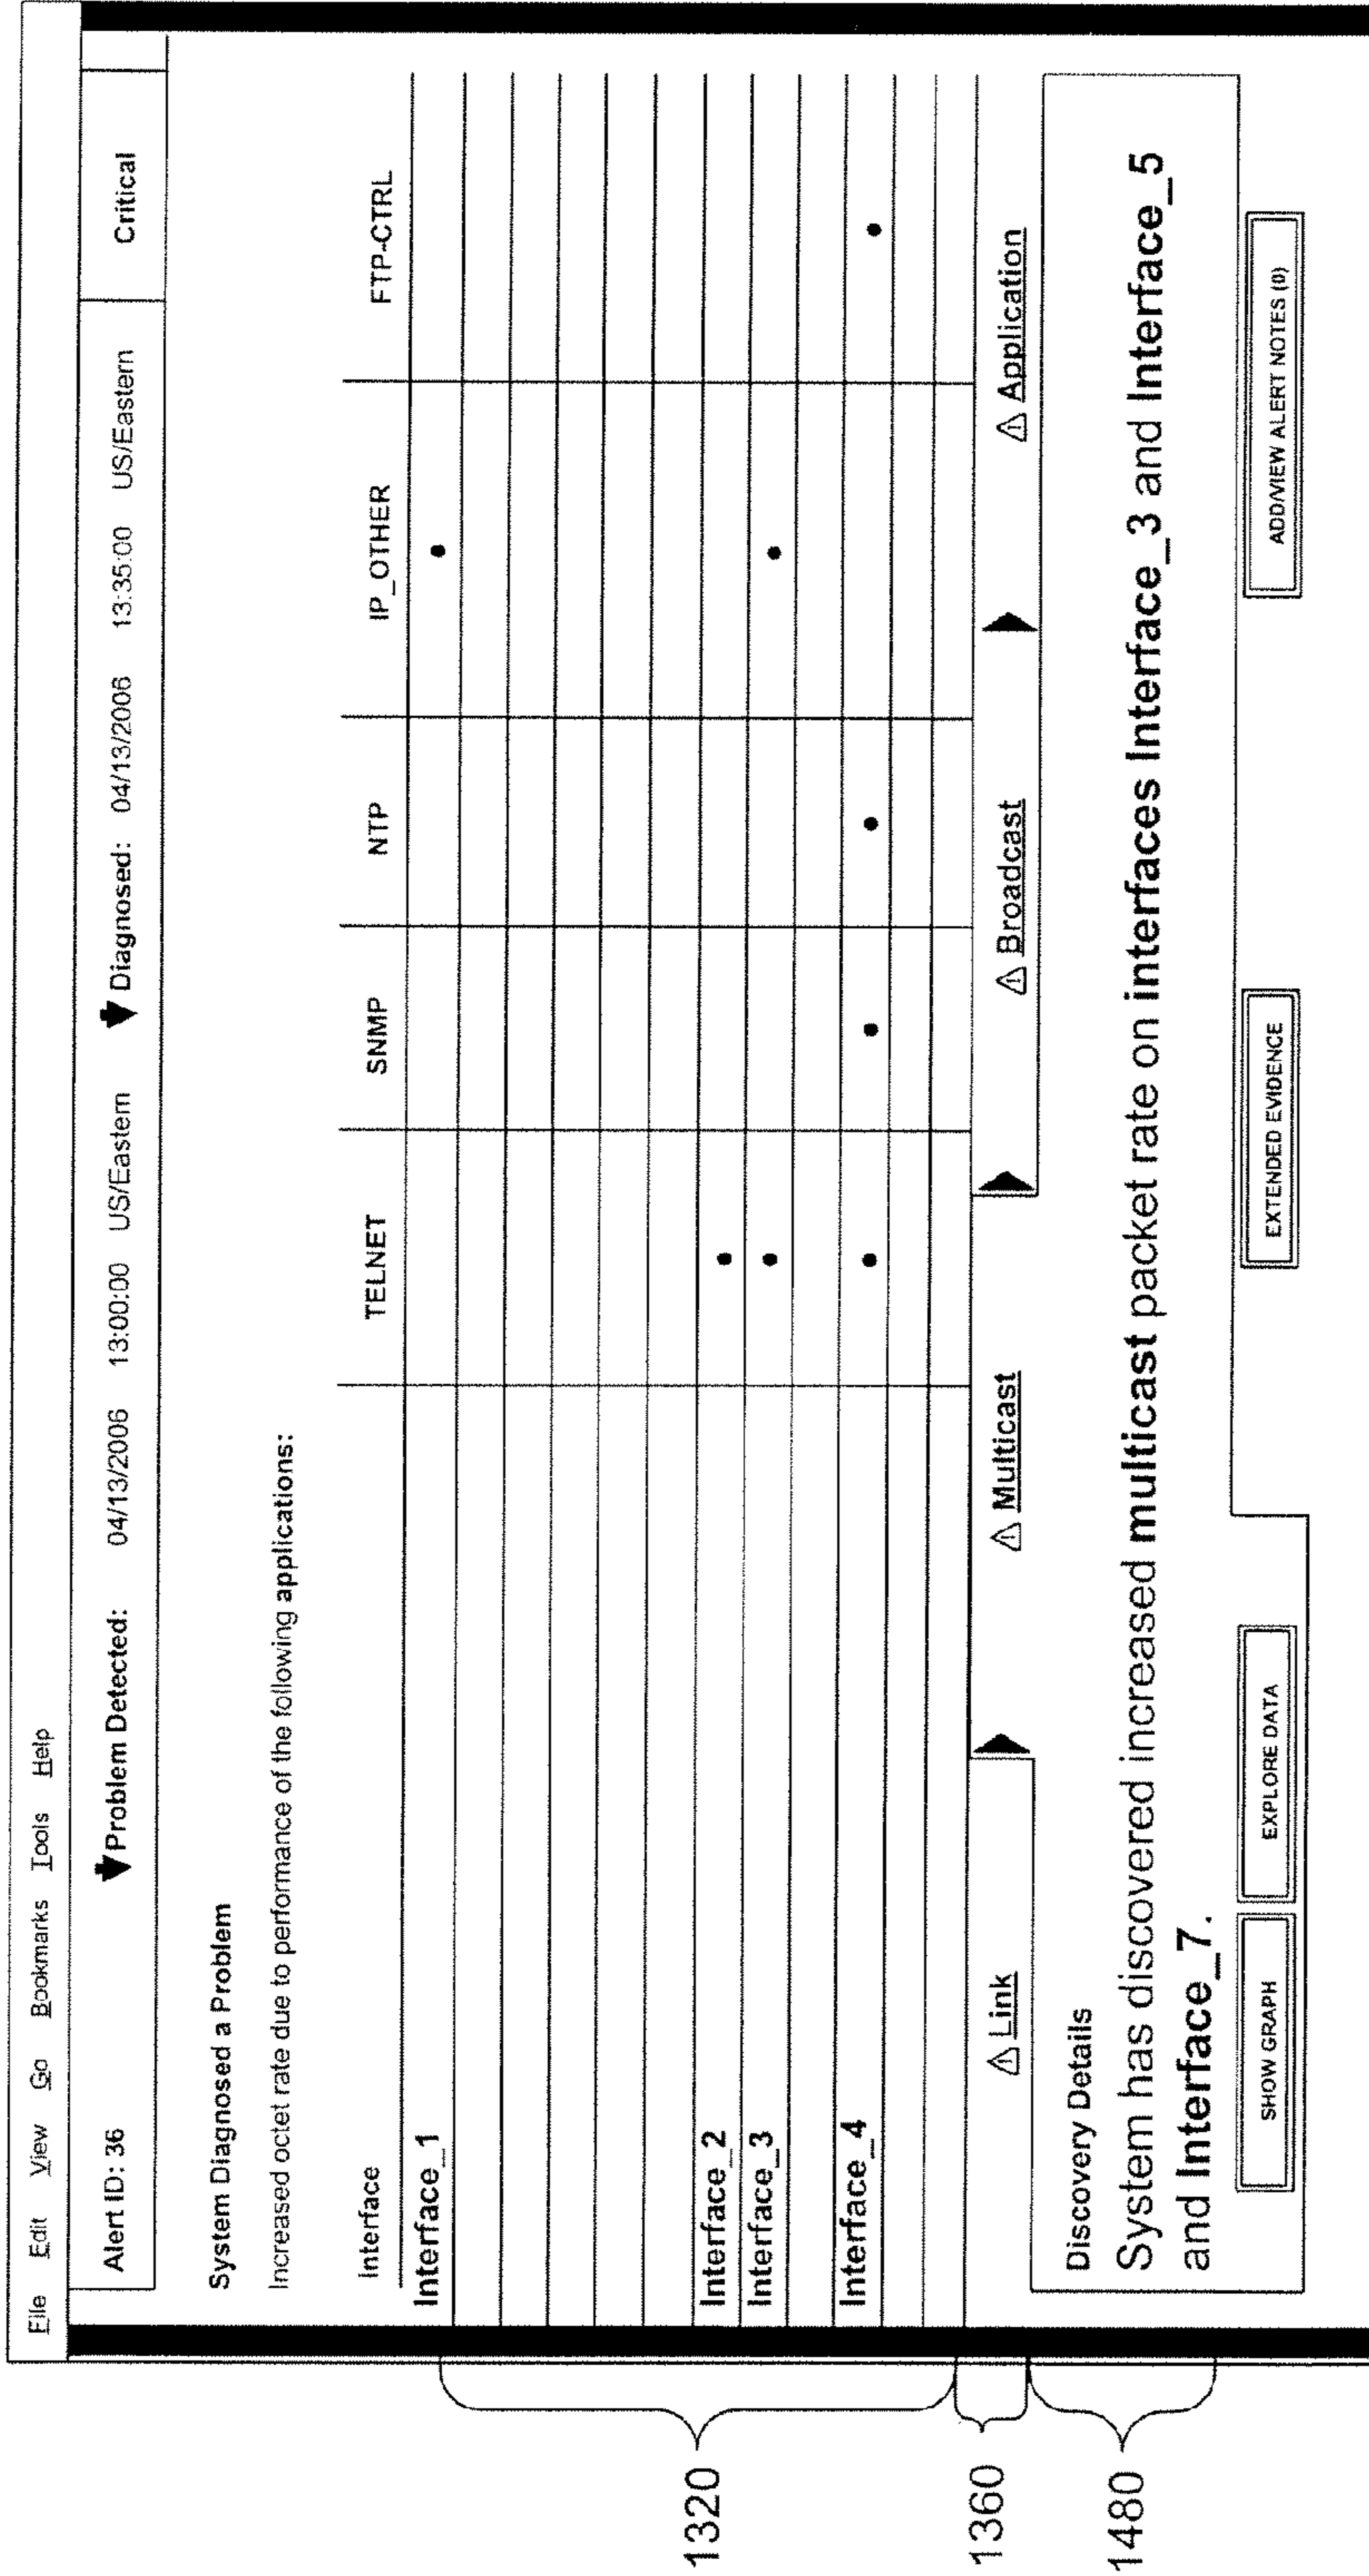 File Edit View Go Bookmarks Tools Help
Alert ID: 36 Problem Detected: 04/13/2006 13:00:00 US/Eastern Diagnosed: 04/13/2006 13:35:00 US/Eastern Critical
System Diagnosed a Problem
Increased octet rate due to performance of the following applications:
Interface TELNET SNMP NTP IP_OTHER FTP-CTRL
Interface_1
Interface_2
Interface_3
Interface_4
1320
Link Multicast Broadcast Application
1360
Discovery Details
System has discovered increased multicast packet rate on interfaces Interface_3 and Interface_5
and Interface_7.
1480
SHOW GRAPH EXPLORE DATA EXTENDED EVIDENCE ADD/VIEW ALERT NOTES (0)